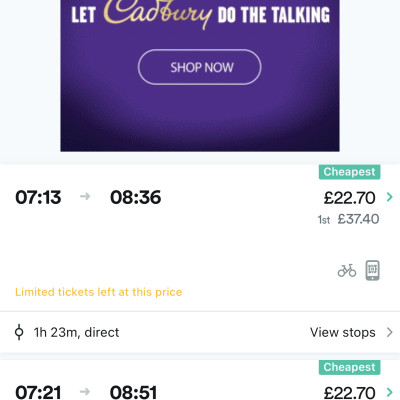 LET Cadbury DO THE TALKING
SHOP NOW
Cheapest
07:13 → 08:36 £22.70
1st £37.40
Limited tickets left at this price
1h 23m, direct View stops
Cheapest
07:21 → 08:51 £22.70